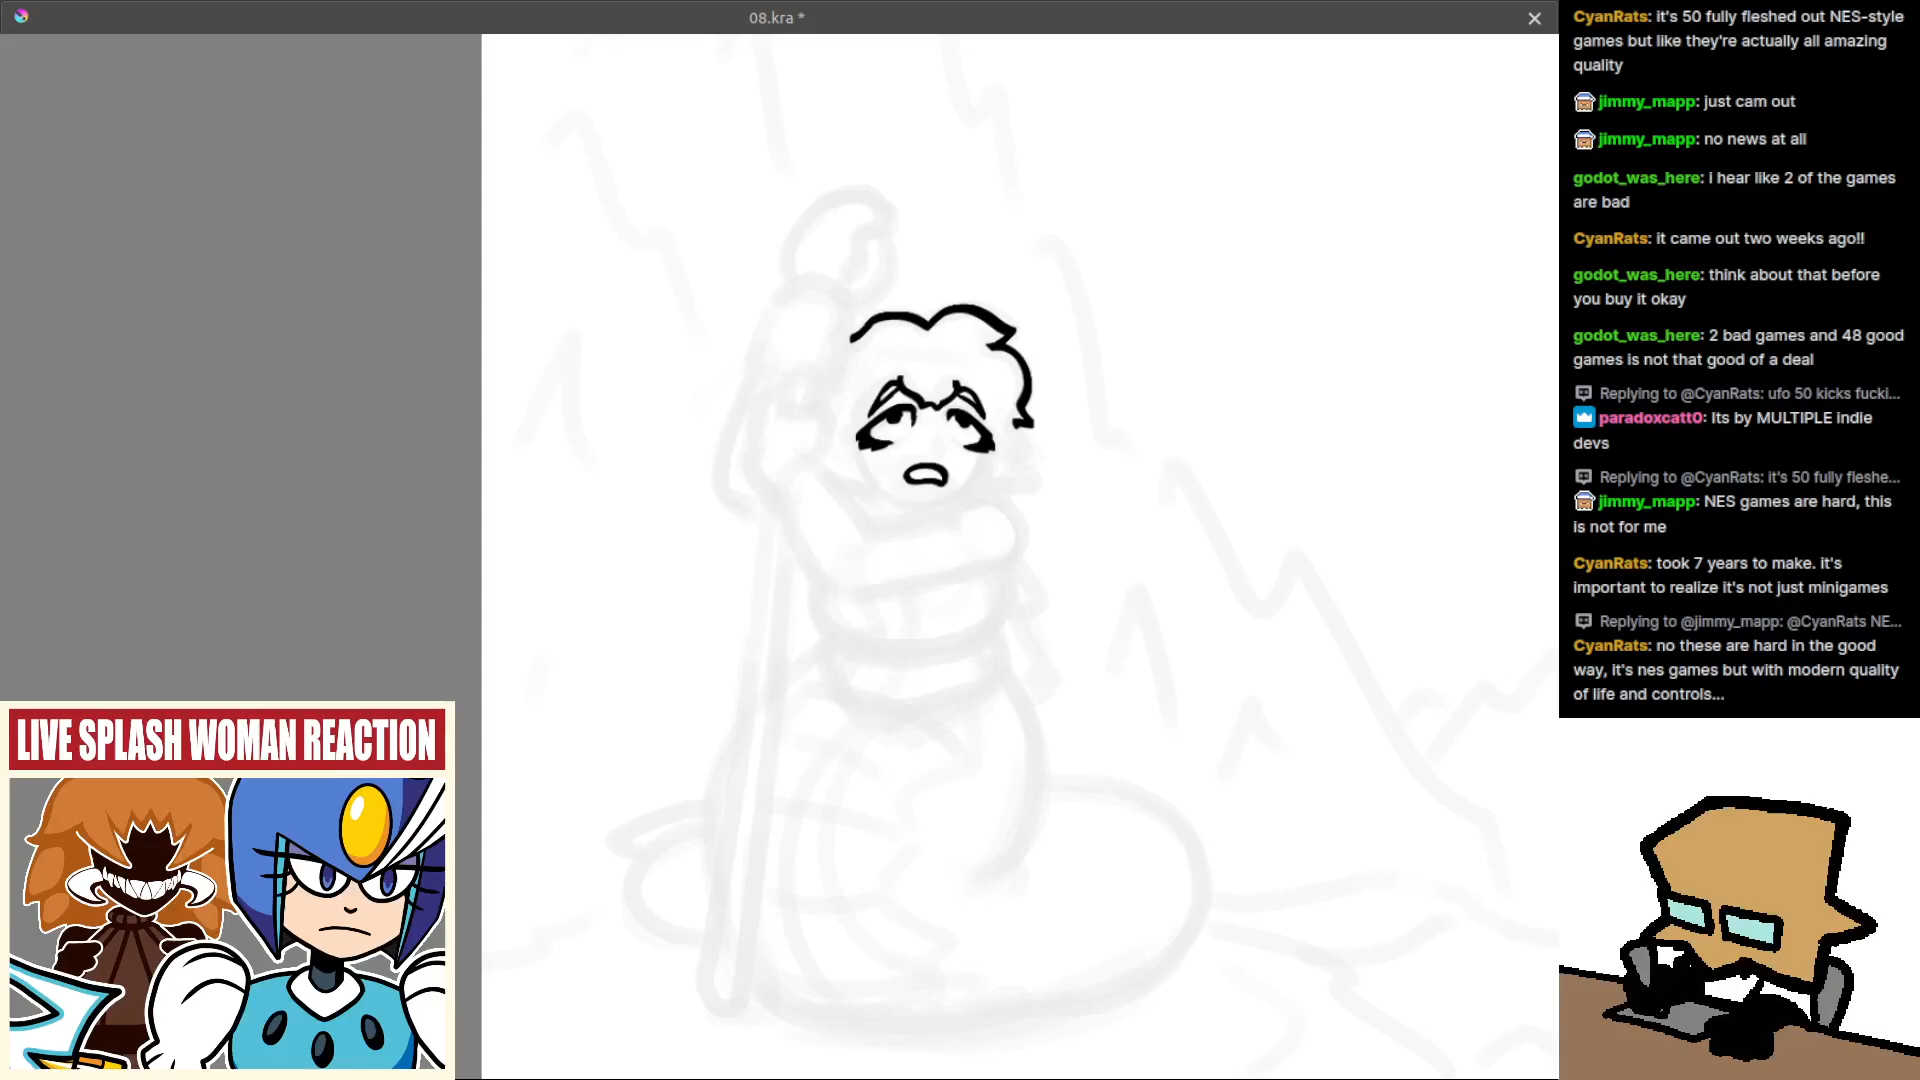 08.kra *
CyanRats: it's 50 fully fleshed out NES-style
games but like they're actually all amazing
quality
jimmy_mapp: just cam out
jimmy_mapp: no news at all
godot_was_here: i hear like 2 of the games
are bad
CyanRats: it came out two weeks ago!!
godot_was_here: think about that before
you buy it okay
godot_was_here: 2 bad games and 48 good
games is not that good of a deal
Replying to @CyanRats: ufo 50 kicks fucki...
paradoxcatt0: Its by MULTIPLE indie
devs
Replying to @CyanRats: it's 50 fully fleshe...
jimmy_mapp: NES games are hard, this
is not for me
CyanRats: took 7 years to make. it's
important to realize it's not just minigames
Replying to @jimmy_mapp: @CyanRats NE...
CyanRats: no these are hard in the good
way, it's nes games but with modern quality
of life and controls...
LIVE SPLASH WOMAN REACTION